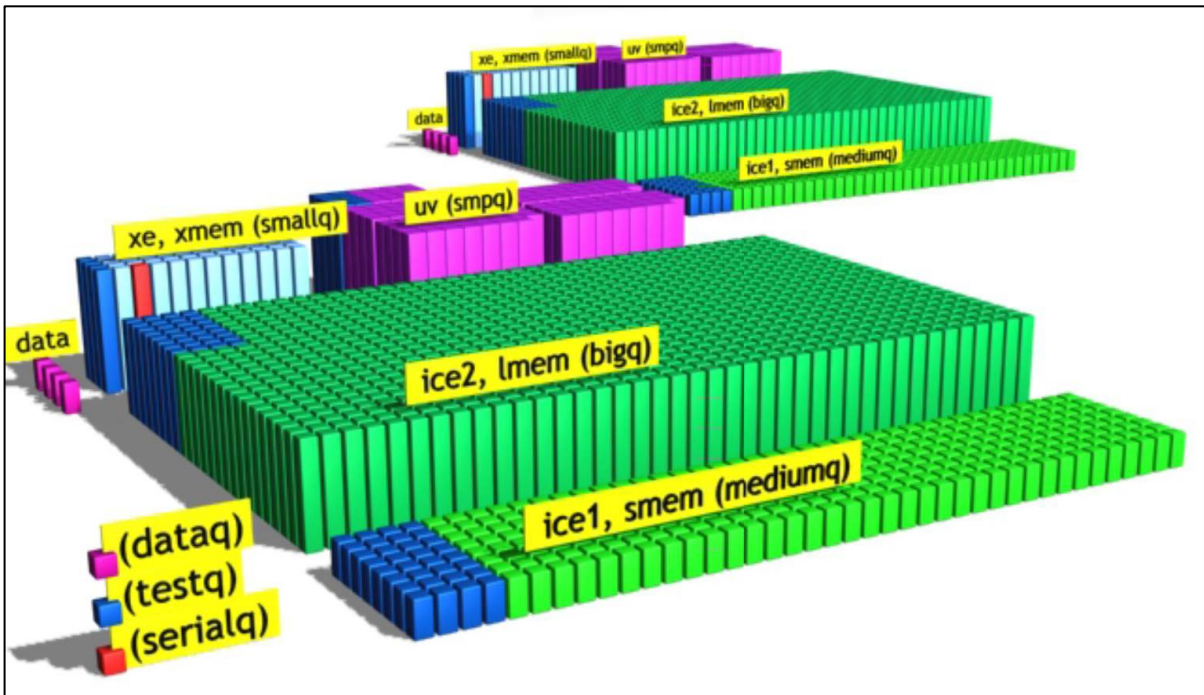 xe, xmem (smallq)
uv (smpq)
data
ice2, lmem (bigq)
ice1, smem (mediumq)
xe, xmem (smallq)
uv (smpq)
data
ice2, lmem (bigq)
ice1, smem (mediumq)
(dataq)
(testq)
(serialq)